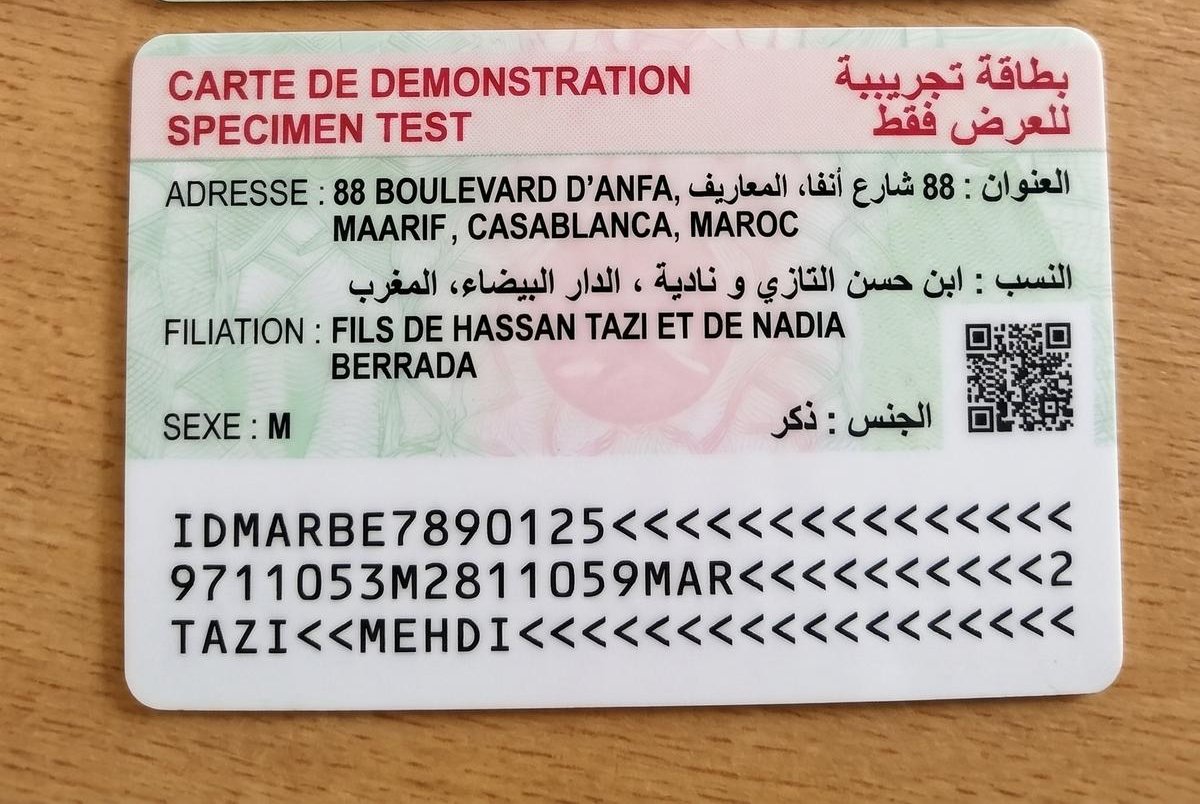 CARTE DE DEMONSTRATION
SPECIMEN TEST
بطاقة تجريبية
للعرض فقط
ADRESSE : 88 BOULEVARD D’ANFA,
MAARIF, CASABLANCA, MAROC
العنوان : 88 شارع أنفا، المعاريف
النسب : ابن حسن التازي و نادية ، الدار البيضاء، المغرب
FILIATION : FILS DE HASSAN TAZI ET DE NADIA
BERRADA
SEXE : M
الجنس : ذكر
IDMARBE7890125<<<<<<<<<<<<<<<<
9711053M2811059MAR<<<<<<<<<<<2
TAZI<<MEHDI<<<<<<<<<<<<<<<<<<<